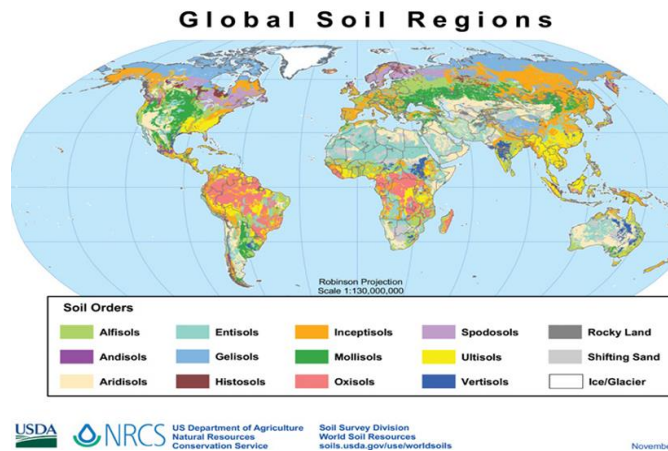 Global Soil Regions
Robinson Projection
Scale 1:130,000,000
Soil Orders
Alfisols Entisols Inceptisols Spodosols Rocky Land
Andisols Gelisols Mollisols Ultisols Shifting Sand
Aridisols Histosols Oxisols Vertisols Ice/Glacier
USDA NRCS
US Department of Agriculture
Natural Resources
Conservation Service
Soil Survey Division
World Soil Resources
soils.usda.gov/use/worldsoils
November